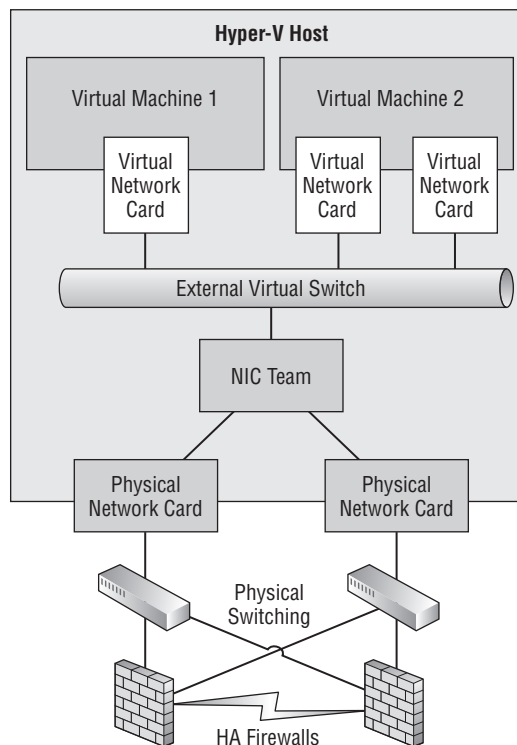 Hyper-V Host
Virtual Machine 1
Virtual Machine 2
Virtual
Network
Card
Virtual
Network
Card
Virtual
Network
Card
External Virtual Switch
NIC Team
Physical
Network Card
Physical
Network Card
Physical
Switching
HA Firewalls